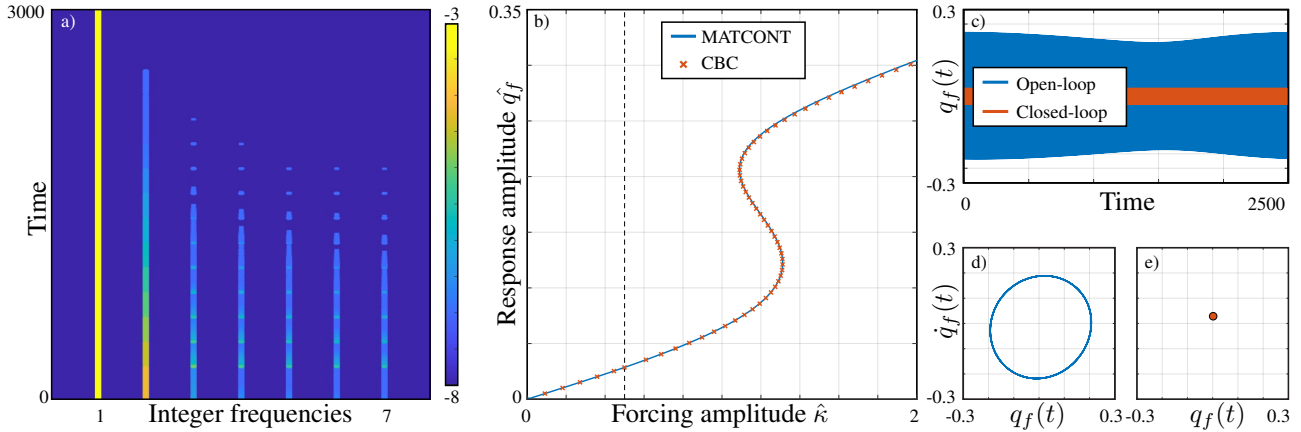 a)
3000
0
Time
1
Integer frequencies
7
-3
-8
b)
0.35
0
Response amplitude q̂_f
MATCONT
CBC
Forcing amplitude κ̂
2
c)
0.3
-0.3
q_f(t)
Open-loop
Closed-loop
0
Time
2500
d)
0.3
-0.3
q̇_f(t)
-0.3
q_f(t)
0.3
e)
-0.3
q_f(t)
0.3